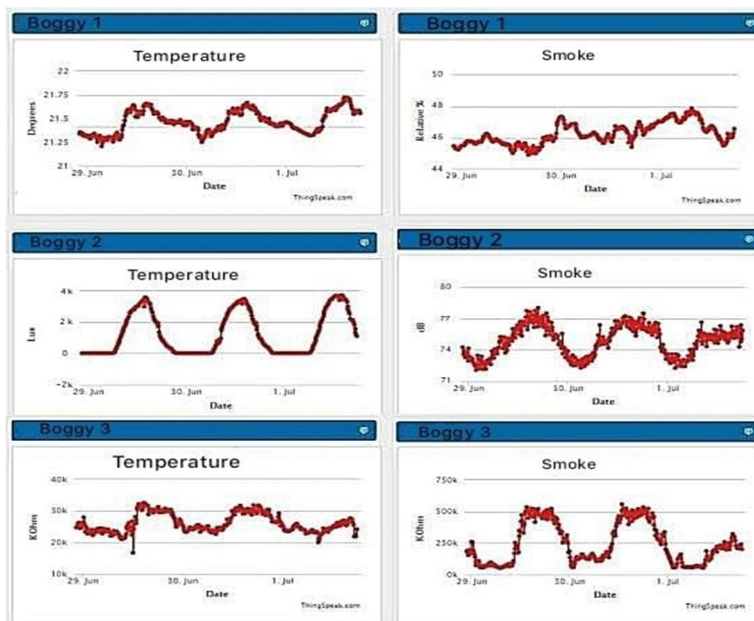 Boggy 1
Temperature
22
21.75
21.5
21.25
21
Degrees
29. Jun
30. Jun
1. Jul
Date
ThingSpeak.com
Boggy 1
Smoke
50
48
46
44
Relative %
29. Jun
30. Jun
1. Jul
Date
ThingSpeak.com
Boggy 2
Temperature
4k
2k
0
-2k
Lux
29. Jun
30. Jun
1. Jul
Date
Boggy 2
Smoke
80
77
74
71
dB
29. Jun
30. Jun
1. Jul
Date
Boggy 3
Temperature
40k
30k
20k
10k
KOhm
29. Jun
30. Jun
1. Jul
Date
ThingSpeak.com
Boggy 3
Smoke
750k
500k
250k
0k
KOhm
29. Jun
30. Jun
1. Jul
Date
ThingSpeak.com